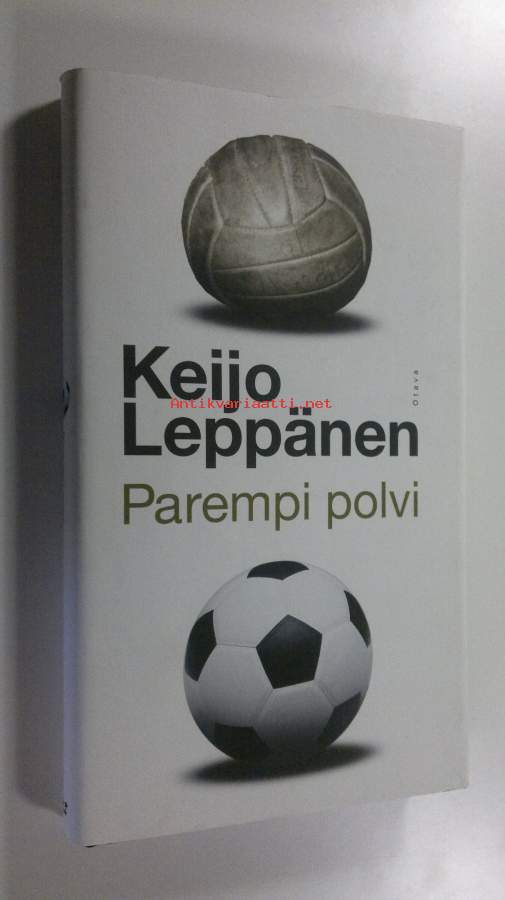 Keijo
Antikvariaatti.net
Leppänen
Otava
Parempi polvi